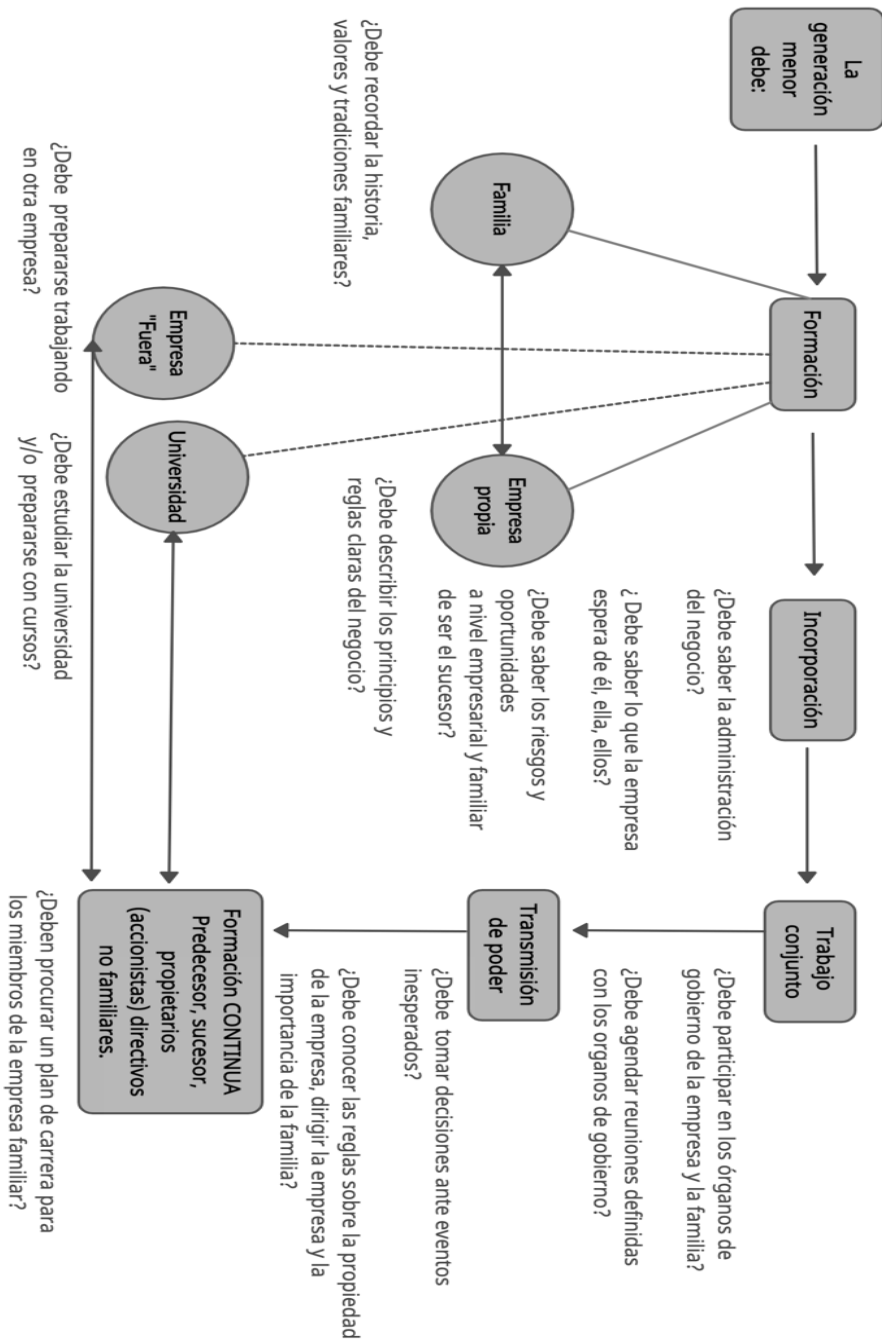 La
generación
menor
debe:
Formación
Incorporación
Trabajo
conjunto
Familia
Empresa
propia
¿Debe recordar la historia,
valores y tradiciones familiares?
¿Debe saber la administración
del negocio?
¿ Debe saber lo que la empresa
espera de él, ella, ellos?
¿Debe saber los riesgos y
oportunidades
a nivel empresarial y familiar
de ser el sucesor?
¿Debe describir los principios y
reglas claras del negocio?
¿Debe participar en los órganos de
gobierno de la empresa y la familia?
¿Debe agendar reuniones definidas
con los organos de gobierno?
Transmisión
de poder
¿Debe tomar decisiones ante eventos
inesperados?
¿Debe conocer las reglas sobre la propiedad
de la empresa, dirigir la empresa y la
importancia de la familia?
Empresa
"Fuera"
Universidad
Formación CONTINUA
Predecesor, sucesor,
propietarios
(accionistas) directivos
no familiares.
¿Debe prepararse trabajando
en otra empresa?
¿Debe estudiar la universidad
y/o prepararse con cursos?
¿Deben procurar un plan de carrera para
los miembros de la empresa familiar?